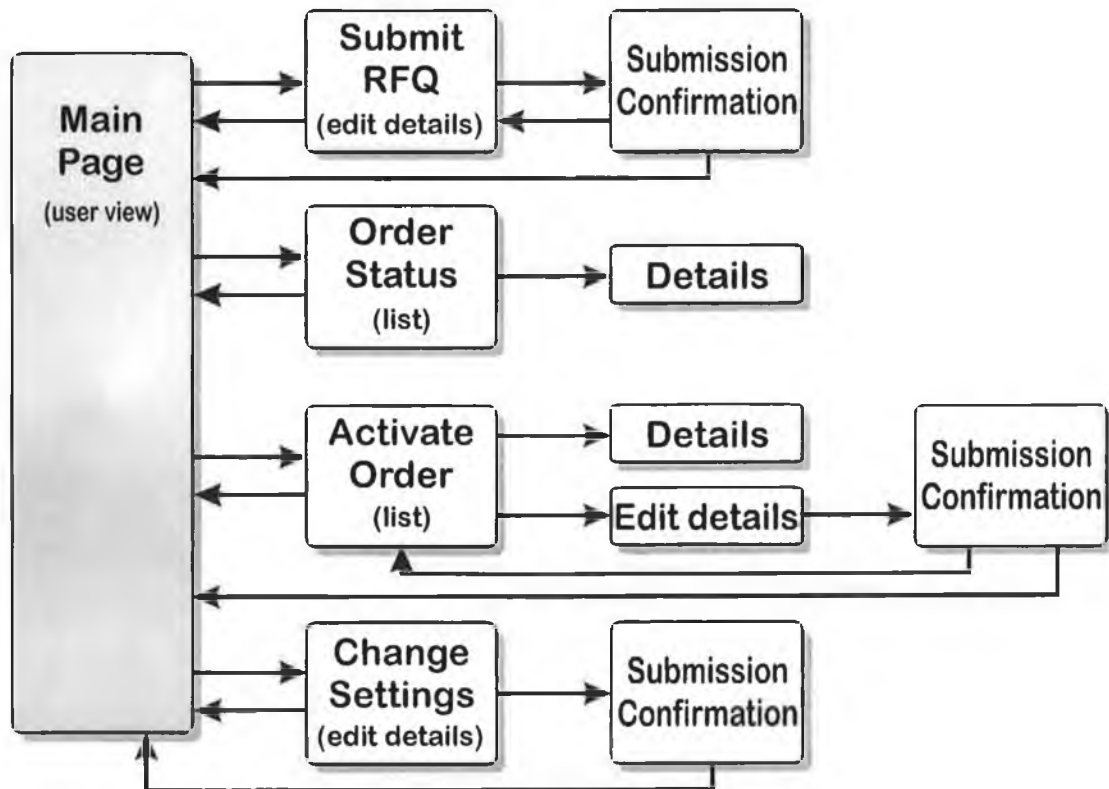 Main
Page
(user view)
Submit
RFQ
(edit details)
Submission
Confirmation
Order
Status
(list)
Details
Activate
Order
(list)
Details
Edit details
Submission
Confirmation
Change
Settings
(edit details)
Submission
Confirmation